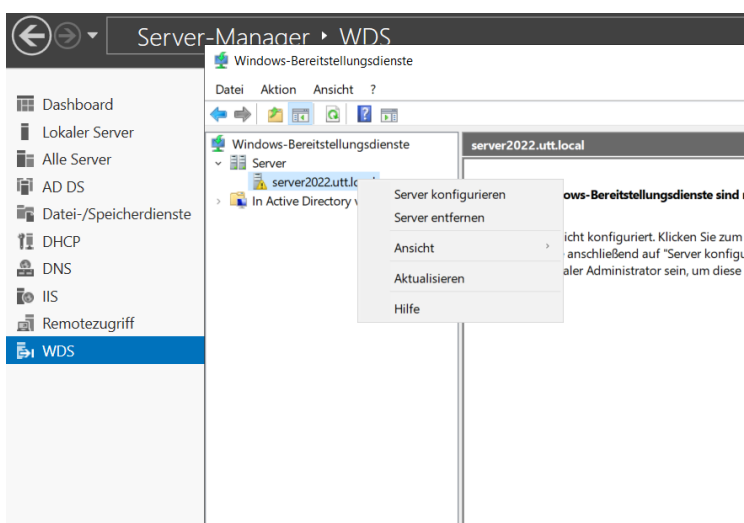 Server-Manager ‣ WDS
Windows-Bereitstellungsdienste
Datei Aktion Ansicht ?
Dashboard
Lokaler Server
Alle Server
AD DS
Datei-/Speicherdienste
DHCP
DNS
IIS
Remotezugriff
WDS
Windows-Bereitstellungsdienste
Server
server2022.utt.local
In Active Directory
Server konfigurieren
Server entfernen
Ansicht
Aktualisieren
Hilfe
server2022.utt.local
ows-Bereitstellungsdienste sind
icht konfiguriert. Klicken Sie zum
anschließend auf "Server konfigu
aler Administrator sein, um diese